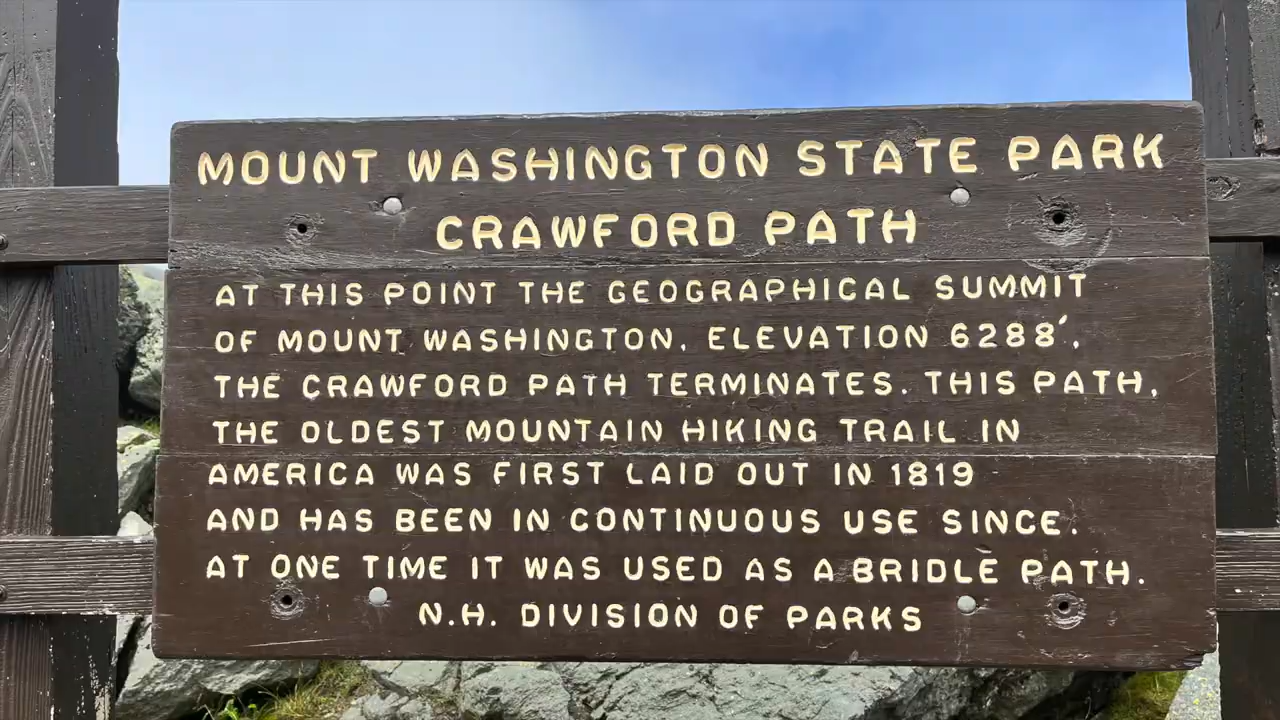 MOUNT WASHINGTON STATE PARK
CRAWFORD PATH
AT THIS POINT THE GEOGRAPHICAL SUMMIT
OF MOUNT WASHINGTON, ELEVATION 6288′,
THE CRAWFORD PATH TERMINATES. THIS PATH,
THE OLDEST MOUNTAIN HIKING TRAIL IN
AMERICA WAS FIRST LAID OUT IN 1819
AND HAS BEEN IN CONTINUOUS USE SINCE.
AT ONE TIME IT WAS USED AS A BRIDLE PATH.
N.H. DIVISION OF PARKS